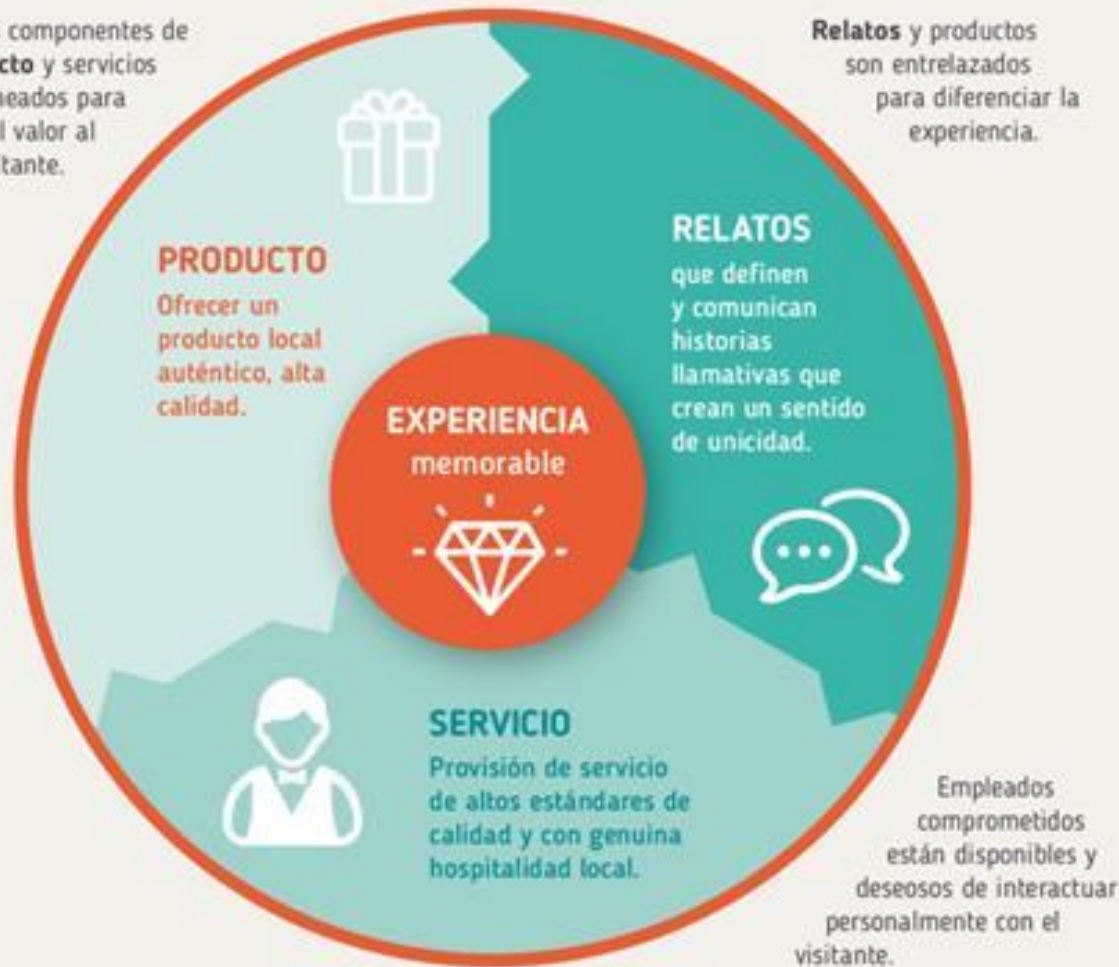 componentes de
y servicios
para
valor al
Relatos y productos
son entrelazados
para diferenciar la
experiencia.
PRODUCTO
Ofrecer un
producto local
auténtico, alta
calidad.
RELATOS
que definen
y comunican
historias
llamativas que
crean un sentido
de unicidad.
EXPERIENCIA
memorable
SERVICIO
Provisión de servicio
de altos estándares de
calidad y con genuina
hospitalidad local.
Empleados
comprometidos
están disponibles y
deseosos de interactuar
personalmente con el
visitante.